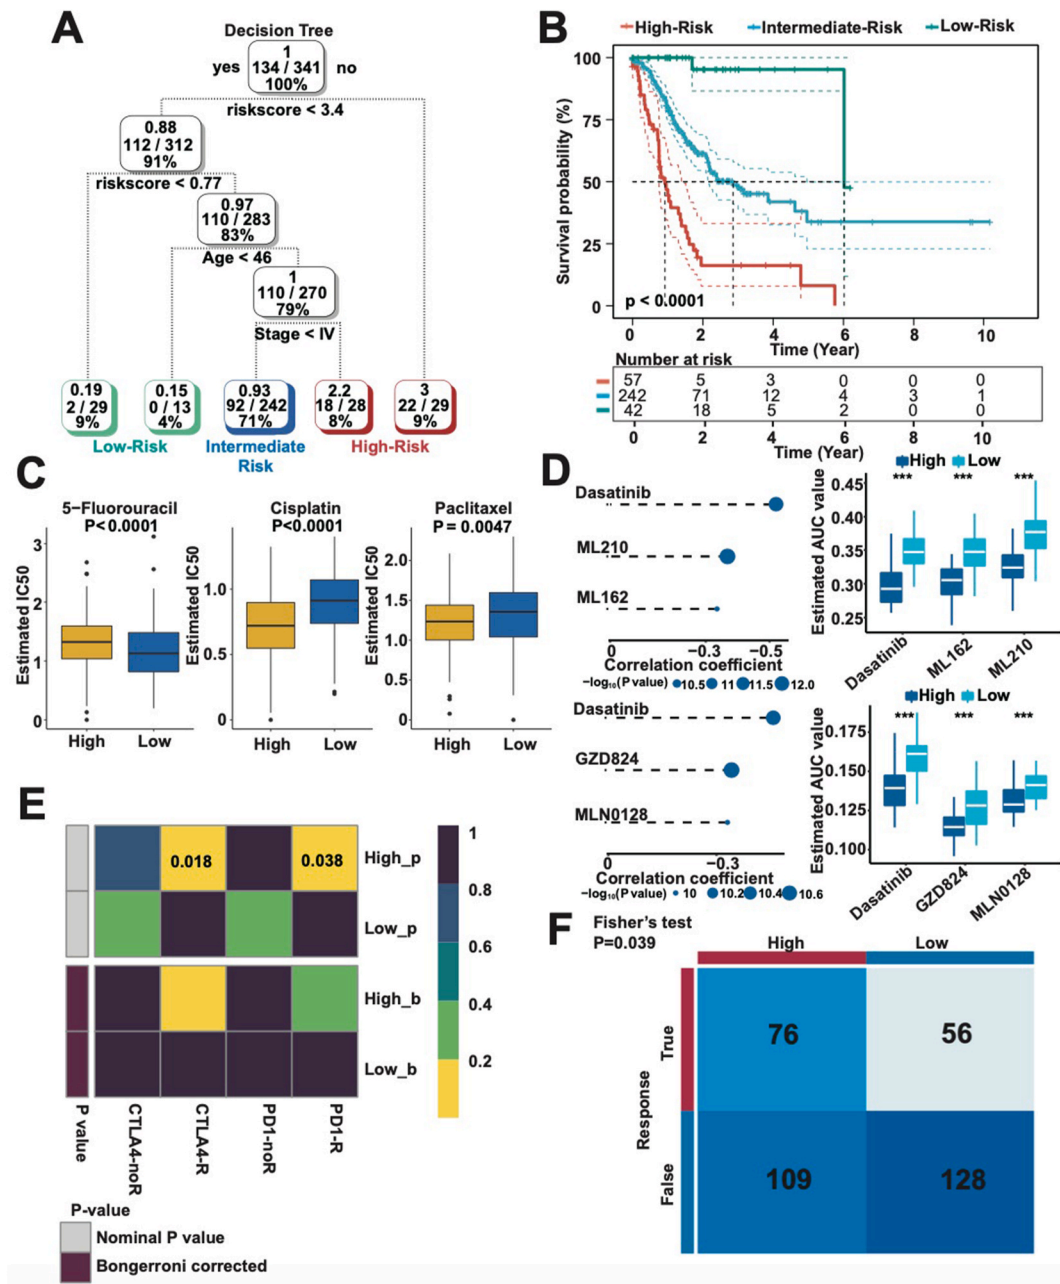 A
Decision Tree
1
134 / 341
100%
yes
no
riskscore < 3.4
0.88
112 / 312
91%
riskscore < 0.77
0.97
110 / 283
83%
Age < 46
1
110 / 270
79%
Stage < IV
0.19
2 / 29
9%
0.15
0 / 13
4%
0.93
92 / 242
71%
2.2
18 / 28
8%
3
22 / 29
9%
Low-Risk
Intermediate
Risk
High-Risk
B
High-Risk
Intermediate-Risk
Low-Risk
Survival probability (%)
100
75
50
25
0
p < 0.0001
0 2 4 6 8 10
Time (Year)
Number at risk
57 5 3 0 0 0
242 71 12 4 3 1
42 18 5 2 0 0
0 2 4 6 8 10
Time (Year)
C
5−Fluorouracil
P< 0.0001
Estimated IC50
3
2
1
0
High Low
Cisplatin
P<0.0001
Estimated IC50
1.0
0.5
0
High Low
Paclitaxel
P = 0.0047
Estimated IC50
2.0
1.5
1.0
0.5
0
High Low
D
Dasatinib
ML210
ML162
0 −0.3 −0.5
Correlation coefficient
−log10(P value) 10.5 11 11.5 12.0
High Low
Estimated AUC value
0.45
0.35
0.30
0.25
*** *** ***
Dasatinib
ML162
ML210
Dasatinib
GZD824
MLN0128
0 −0.3
Correlation coefficient
−log10(P value) 10 10.2 10.4 10.6
High Low
Estimated AUC value
0.175
0.150
0.125
0.100
*** *** ***
Dasatinib
GZD824
MLN0128
E
0.018
0.038
High_p
Low_p
High_b
Low_b
1
0.8
0.6
0.4
0.2
P value
CTLA4-noR
CTLA4-R
PD1-noR
PD1-R
P-value
Nominal P value
Bongerroni corrected
F
Fisher's test
P=0.039
High
Low
Response
True
False
76
56
109
128